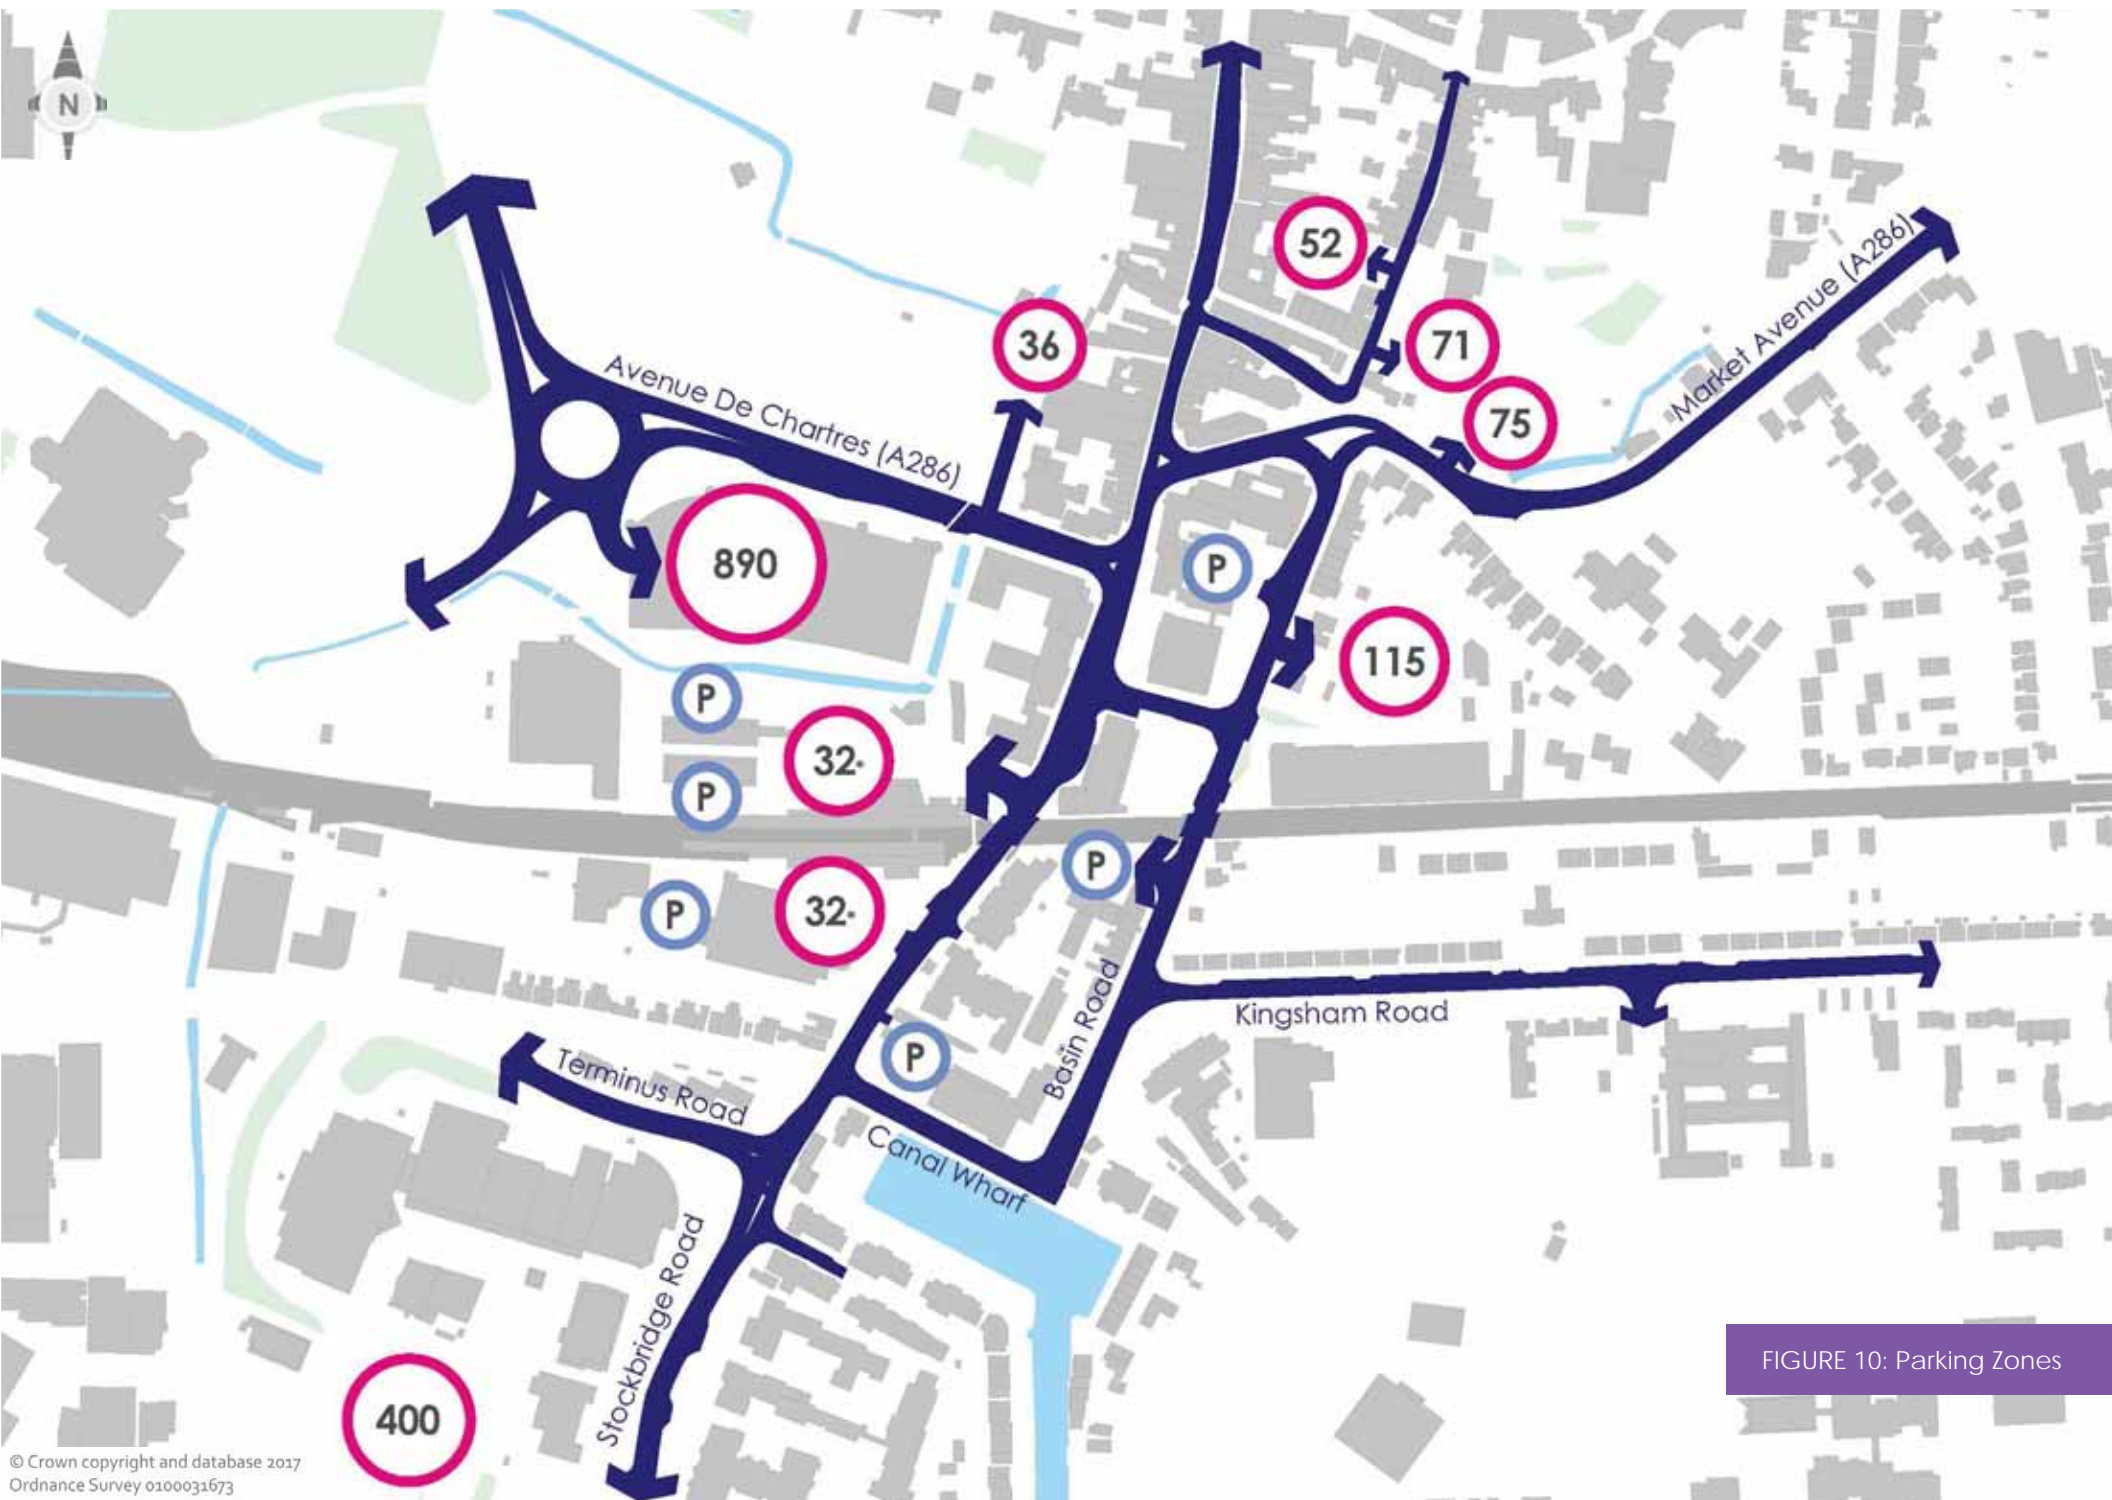 N
52
36
71
75
Avenue De Chartres (A286)
Market Avenue (A286)
890
P
115
P
32*
P
P
P
32*
Kingsham Road
Basin Road
P
Terminus Road
Canal Wharf
Stockbridge Road
400
FIGURE 10: Parking Zones
© Crown copyright and database 2017
Ordnance Survey 0100031673